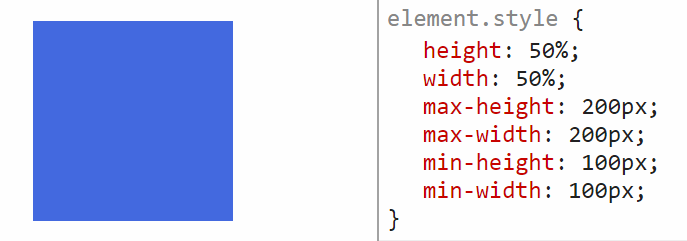 element.style {
height: 50%;
width: 50%;
max-height: 200px;
max-width: 200px;
min-height: 100px;
min-width: 100px;
}